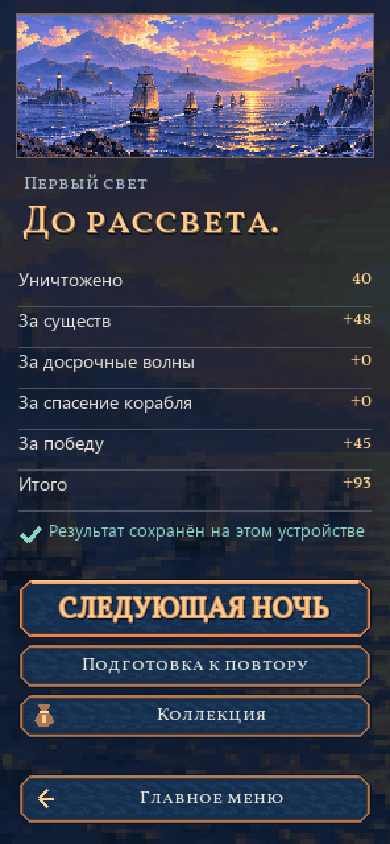 Первый свет
До рассвета.
Уничтожено 40
За существ +48
За досрочные волны +0
За спасение корабля +0
За победу +45
Итого +93
Результат сохранён на этом устройстве
СЛЕДУЮЩАЯ НОЧЬ
Подготовка к повтору
Коллекция
Главное меню